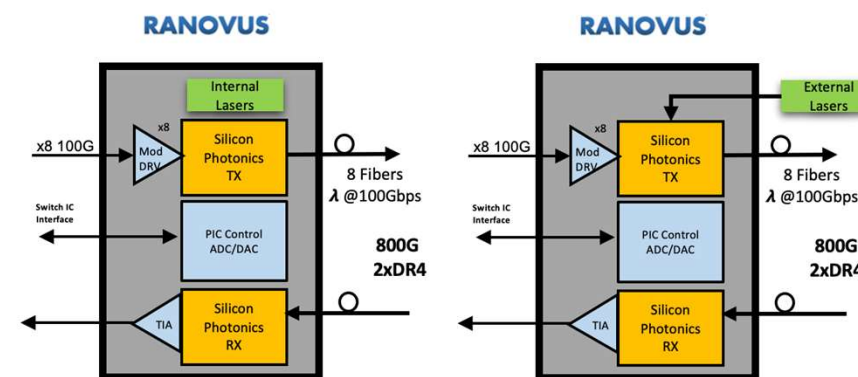 RANOVUS
Internal
Lasers
x8
x8 100G
Mod
DRV
Silicon
Photonics
TX
8 Fibers
λ @100Gbps
Switch IC
Interface
PIC Control
ADC/DAC
800G
2xDR4
TIA
Silicon
Photonics
RX
RANOVUS
External
Lasers
x8
x8 100G
Mod
DRV
Silicon
Photonics
TX
8 Fibers
λ @100Gbps
Switch IC
Interface
PIC Control
ADC/DAC
800G
2xDR4
TIA
Silicon
Photonics
RX